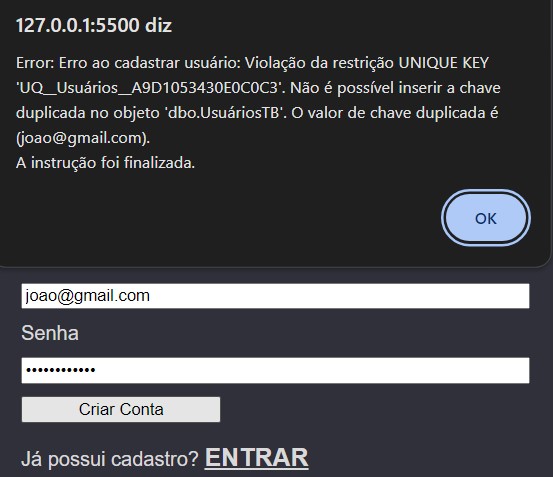 127.0.0.1:5500 diz
Error: Erro ao cadastrar usuário: Violação da restrição UNIQUE KEY
'UQ__Usuários__A9D1053430E0C0C3'. Não é possível inserir a chave
duplicada no objeto 'dbo.UsuáriosTB'. O valor de chave duplicada é
(joao@gmail.com).
A instrução foi finalizada.
OK
joao@gmail.com
Senha
••••••••••••
Criar Conta
Já possui cadastro? ENTRAR